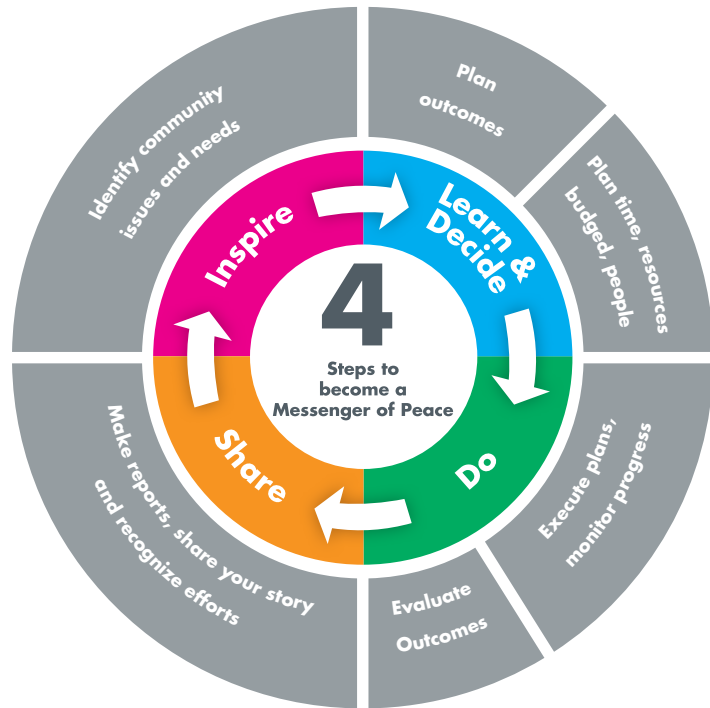 4
Steps to
become a
Messenger of Peace
Inspire
Learn &
Decide
Do
Share
Identify community
issues and needs
Plan
outcomes
Plan time, resources
budged, people
Execute plans,
monitor progress
Evaluate
Outcomes
Make reports, share your story
and recognize efforts